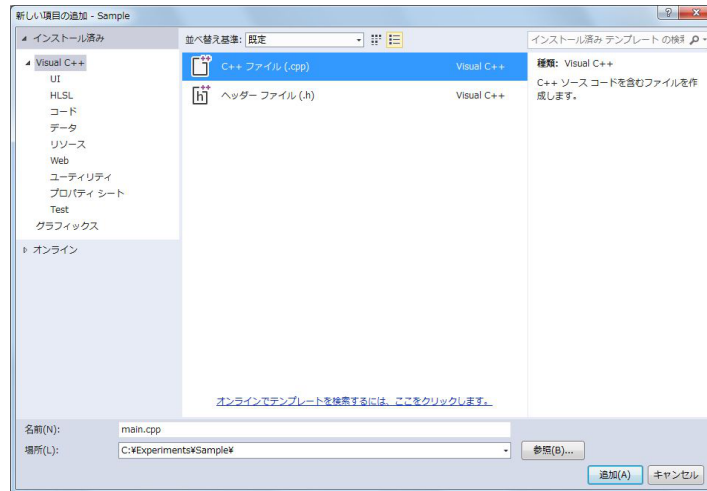 新しい項目の追加 - Sample
インストール済み
並べ替え基準: 既定
インストール済み テンプレート の検索
Visual C++
UI
HLSL
コード
データ
リソース
Web
ユーティリティ
プロパティ シート
Test
グラフィックス
オンライン
C++ ファイル (.cpp) Visual C++
ヘッダー ファイル (.h) Visual C++
種類: Visual C++
C++ ソース コードを含むファイルを作
成します。
オンラインでテンプレートを検索するには、ここをクリックします。
名前(N): main.cpp
場所(L): C:¥Experiments¥Sample¥
参照(B)...
追加(A) キャンセル